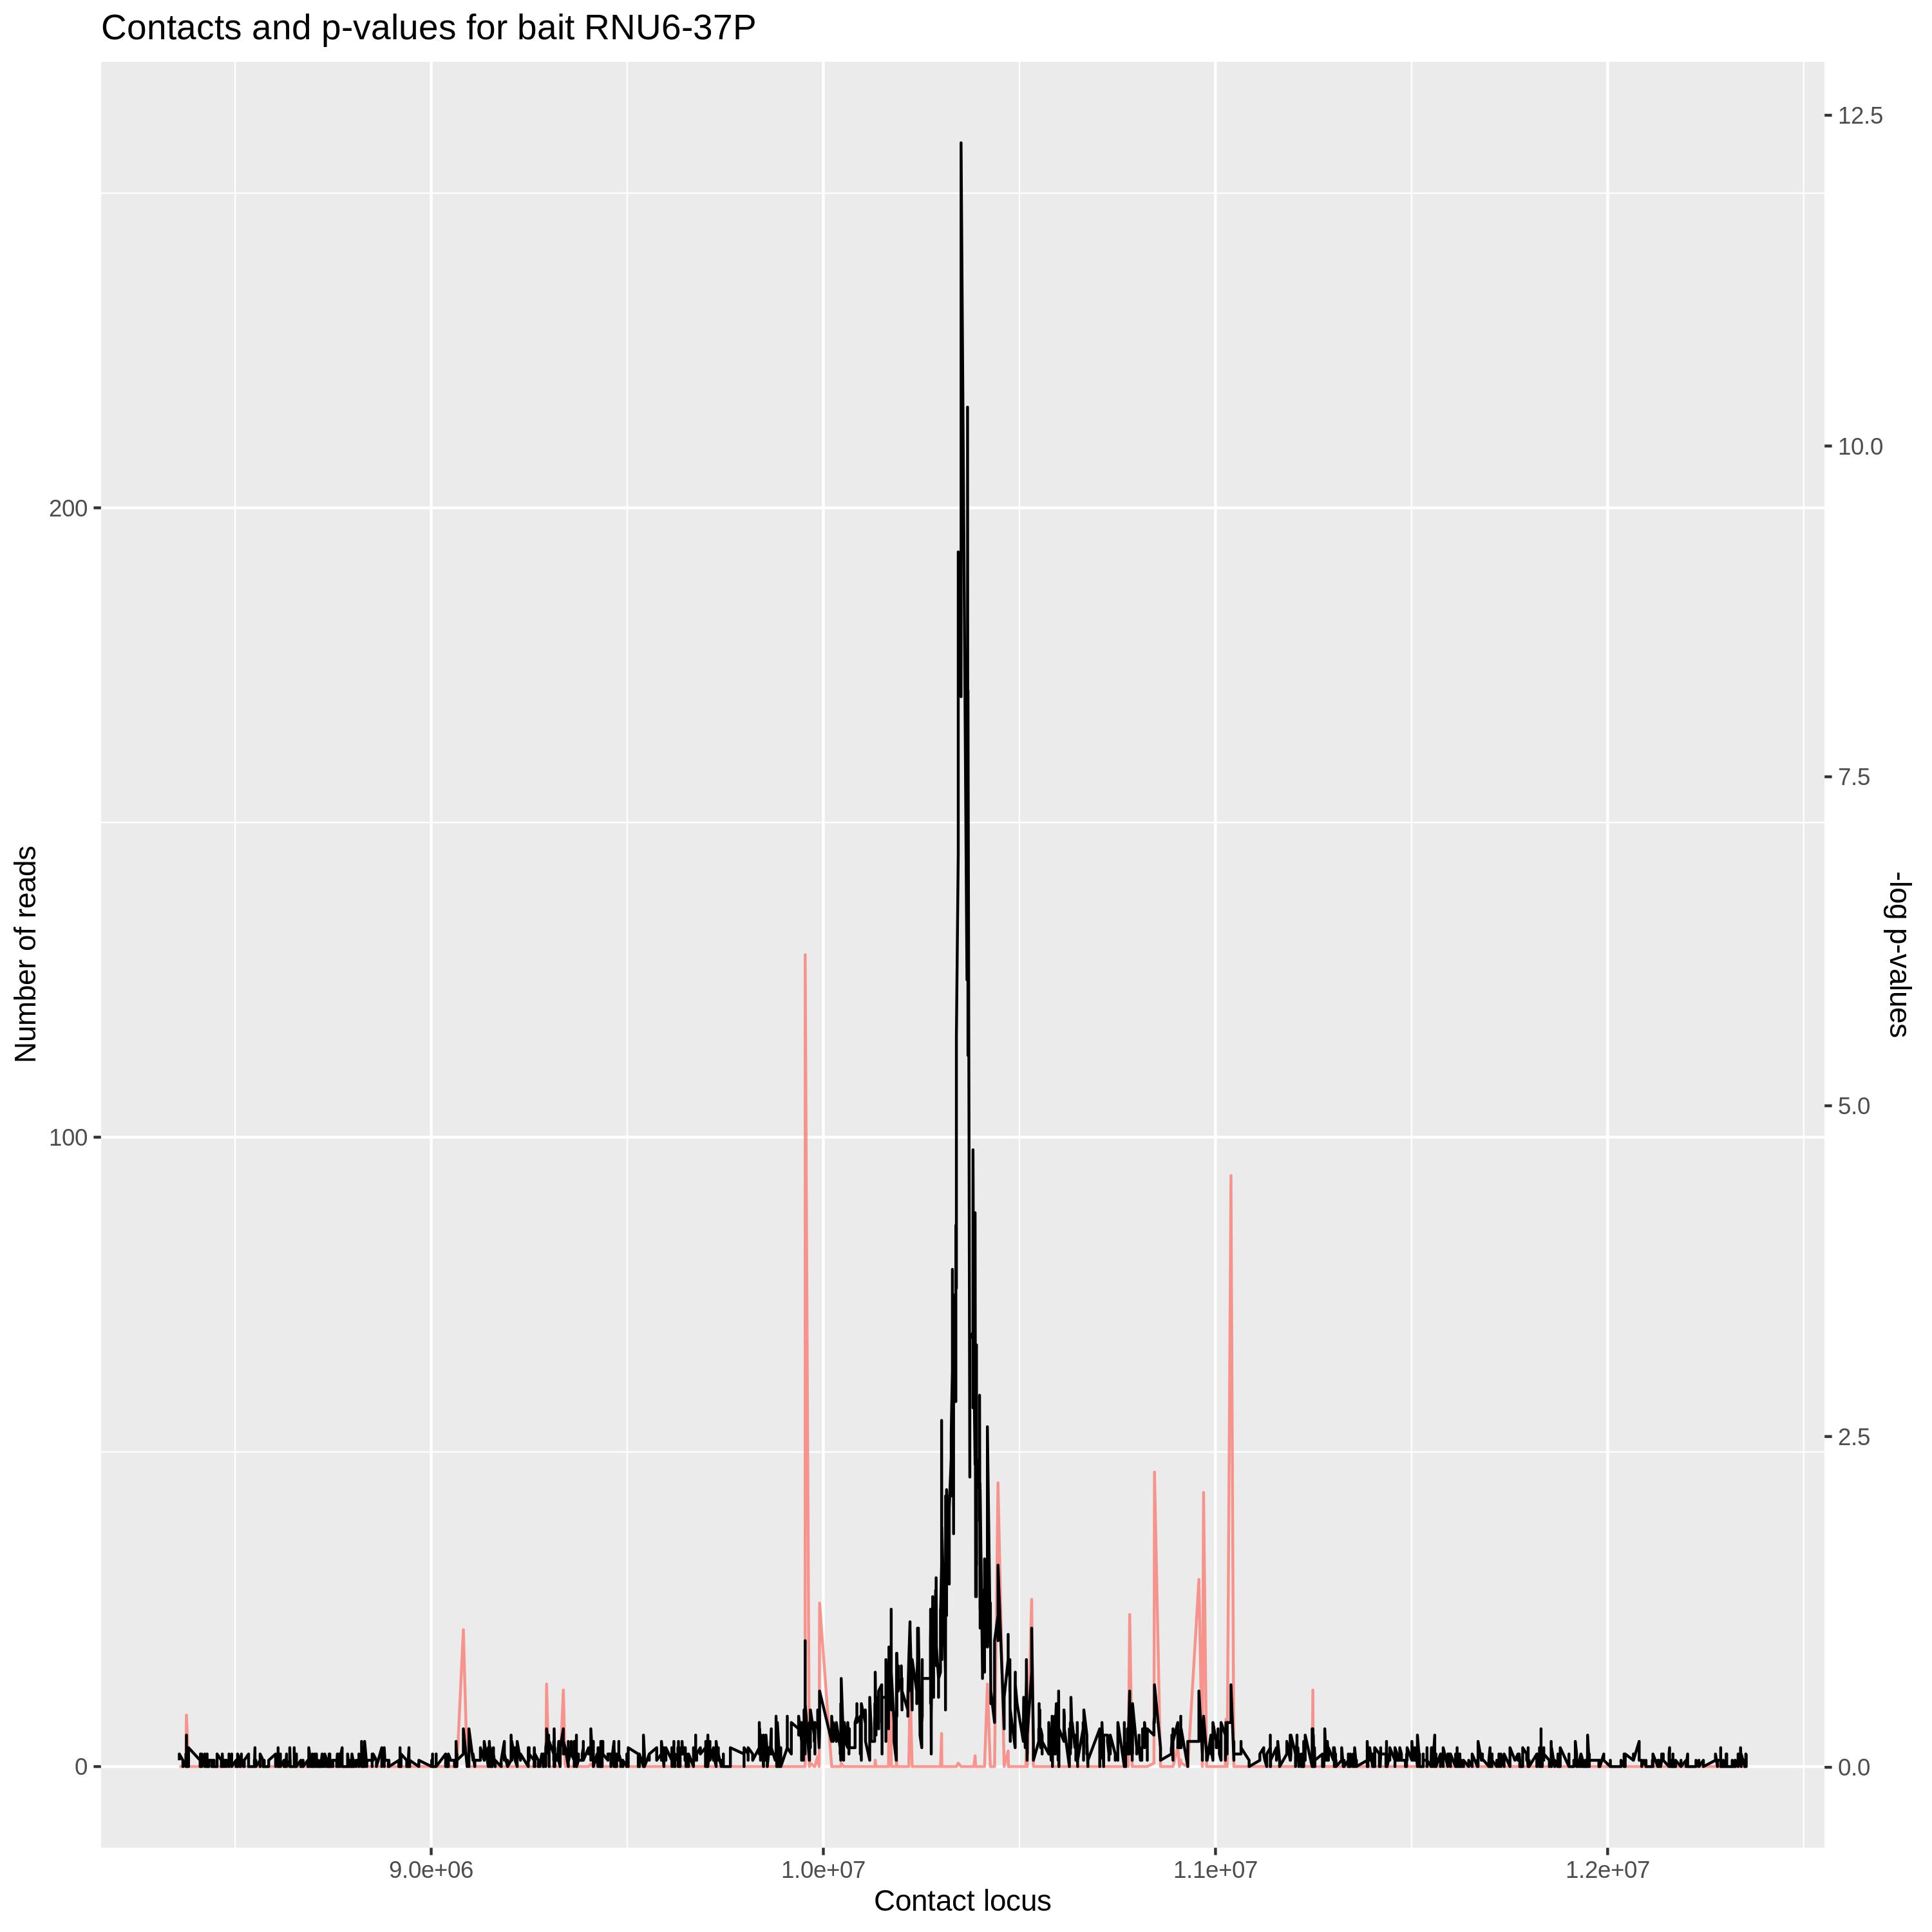 Contacts and p-values for bait RNU6-37P
Number of reads
200
100
0
12.5
10.0
7.5
5.0
2.5
0.0
-log p-values
9.0e+06
1.0e+07
1.1e+07
1.2e+07
Contact locus